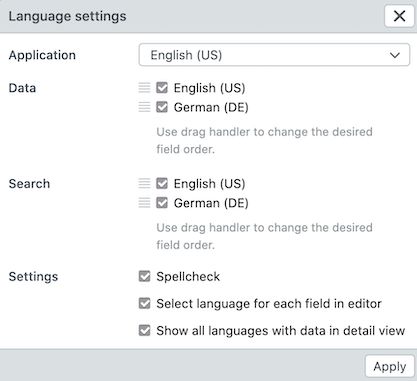 Language settings
Application English (US)
Data English (US)
German (DE)
Use drag handler to change the desired
field order.
Search English (US)
German (DE)
Use drag handler to change the desired
field order.
Settings Spellcheck
Select language for each field in editor
Show all languages with data in detail view
Apply